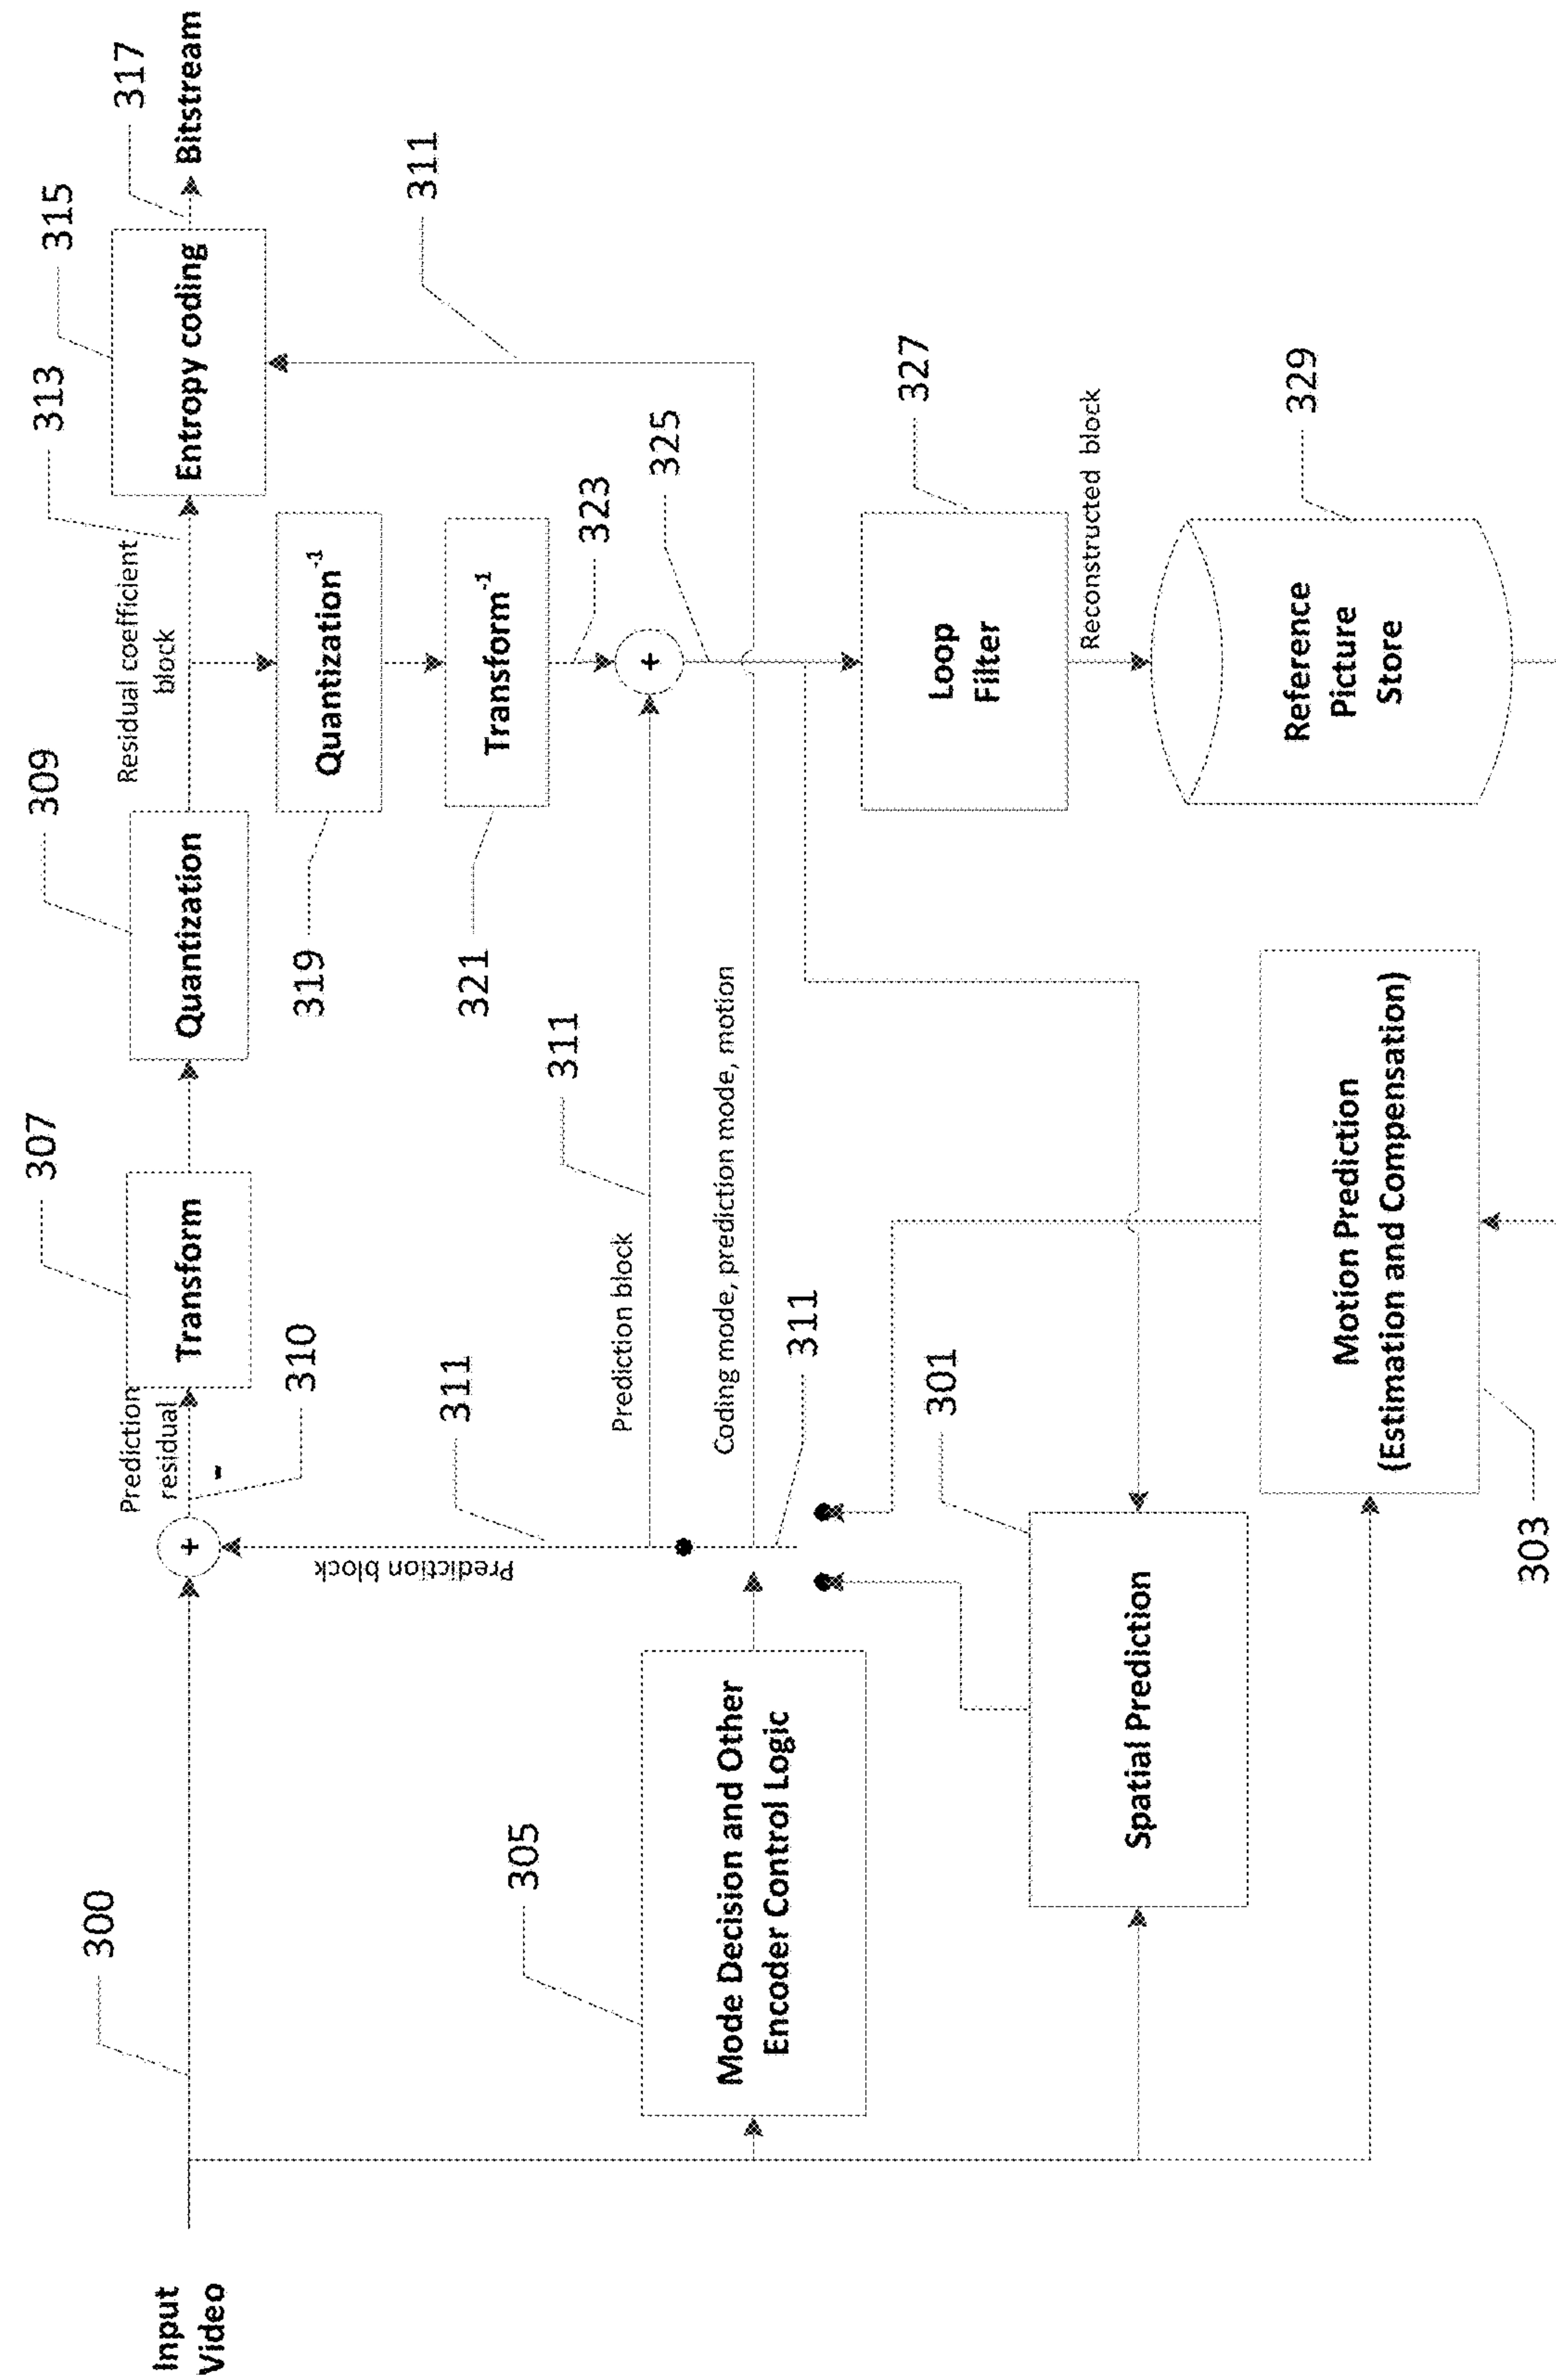 Input
Video
300
Prediction
residual
310
307
Transform
309
Quantization
Residual coefficient
block
313
315
Entropy coding
317
Bitstream
Quantization-1
319
Transform-1
321
323
325
311
Prediction block
311
Prediction block
311
Coding mode, prediction mode, motion
311
305
Mode Decision and Other
Encoder Control Logic
301
Spatial Prediction
Motion Prediction
(Estimation and Compensation)
303
Loop
Filter
327
Reconstructed block
Reference
Picture
Store
329
+
-
+